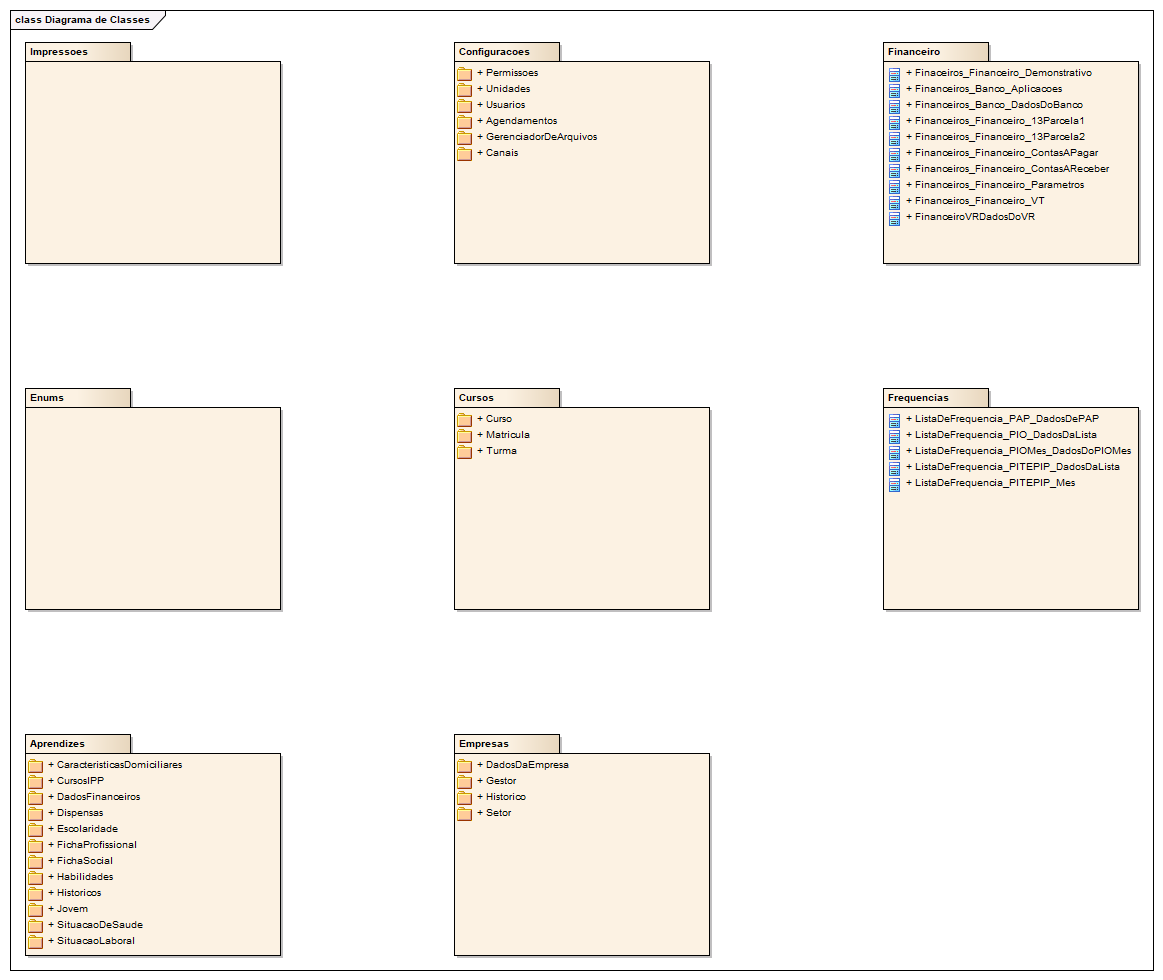 class Diagrama de Classes
Impressoes
Configuracoes
+ Permissoes
+ Unidades
+ Usuarios
+ Agendamentos
+ GerenciadorDeArquivos
+ Canais
Financeiro
+ Finaceiros_Financeiro_Demonstrativo
+ Financeiros_Banco_Aplicacoes
+ Financeiros_Banco_DadosDoBanco
+ Financeiros_Financeiro_13Parcela1
+ Financeiros_Financeiro_13Parcela2
+ Financeiros_Financeiro_ContasAPagar
+ Financeiros_Financeiro_ContasAReceber
+ Financeiros_Financeiro_Parametros
+ Financeiros_Financeiro_VT
+ FinanceiroVRDadosDoVR
Enums
Cursos
+ Curso
+ Matricula
+ Turma
Frequencias
+ ListaDeFrequencia_PAP_DadosDePAP
+ ListaDeFrequencia_PIO_DadosDaLista
+ ListaDeFrequencia_PIOMes_DadosDoPIOMes
+ ListaDeFrequencia_PITEPIP_DadosDaLista
+ ListaDeFrequencia_PITEPIP_Mes
Aprendizes
+ CaracteristicasDomiciliares
+ CursosIPP
+ DadosFinanceiros
+ Dispensas
+ Escolaridade
+ FichaProfissional
+ FichaSocial
+ Habilidades
+ Historicos
+ Jovem
+ SituacaoDeSaude
+ SituacaoLaboral
Empresas
+ DadosDaEmpresa
+ Gestor
+ Historico
+ Setor